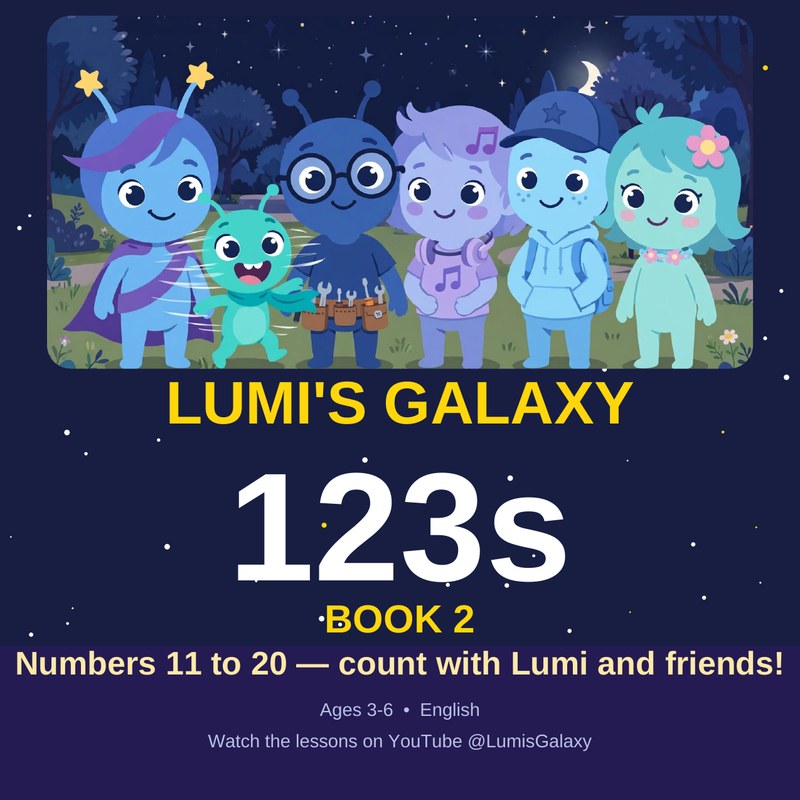 LUMI'S GALAXY
123s
BOOK 2
Numbers 11 to 20 — count with Lumi and friends!
Ages 3-6 • English
Watch the lessons on YouTube @LumisGalaxy